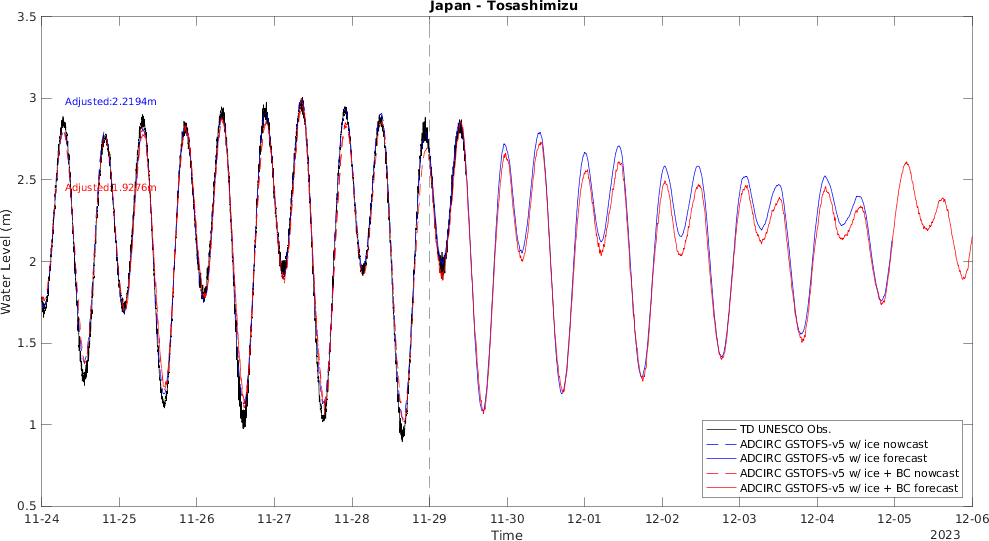 Japan - Tosashimizu
3.5
3
2.5
2
1.5
1
0.5
Water Level (m)
Adjusted:2.2194m
Adjusted:1.9276m
TD UNESCO Obs.
ADCIRC GSTOFS-v5 w/ ice nowcast
ADCIRC GSTOFS-v5 w/ ice forecast
ADCIRC GSTOFS-v5 w/ ice + BC nowcast
ADCIRC GSTOFS-v5 w/ ice + BC forecast
11-24 11-25 11-26 11-27 11-28 11-29 11-30 12-01 12-02 12-03 12-04 12-05 12-06
Time
2023